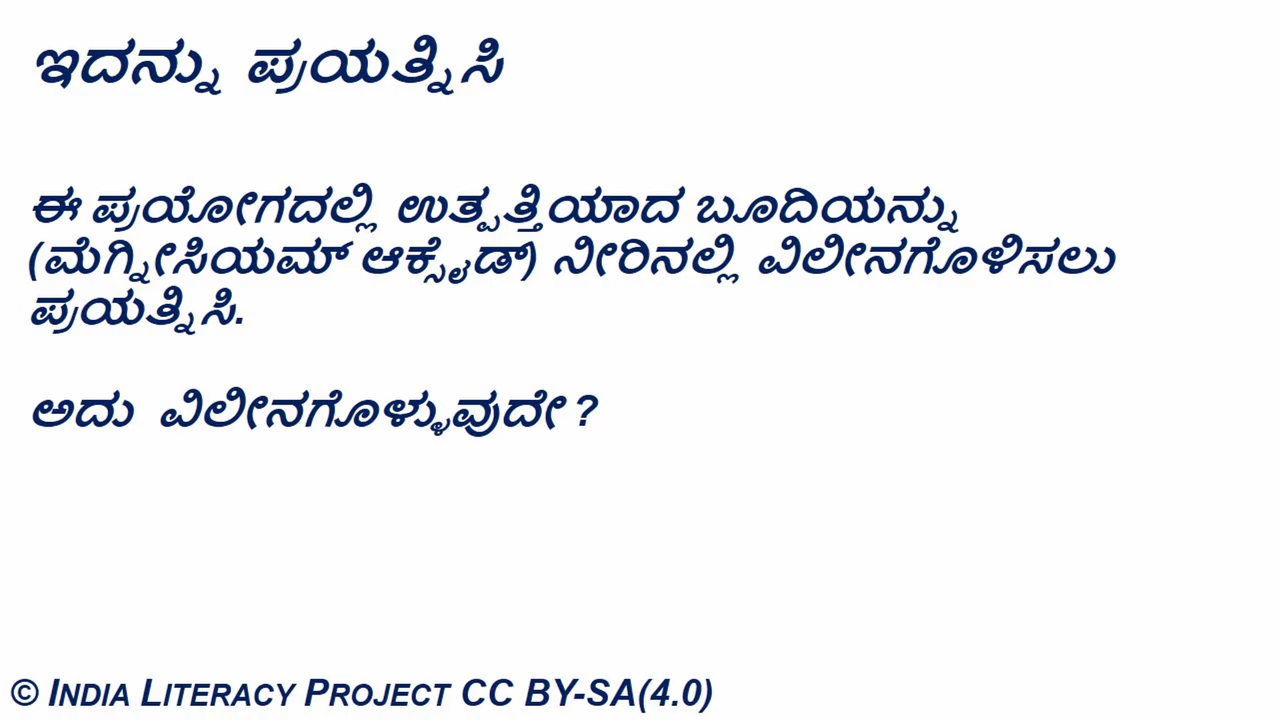 ಇದನ್ನು ಪ್ರಯತ್ನಿಸಿ
ಈ ಪ್ರಯೋಗದಲ್ಲಿ ಉತ್ಪತ್ತಿಯಾದ ಬೂದಿಯನ್ನು
(ಮೆಗ್ನೀಸಿಯಮ್ ಆಕ್ಸೈಡ್) ನೀರಿನಲ್ಲಿ ವಿಲೀನಗೊಳಿಸಲು
ಪ್ರಯತ್ನಿಸಿ.
ಅದು ವಿಲೀನಗೊಳ್ಳುವುದೇ ?
© INDIA LITERACY PROJECT CC BY-SA(4.0)